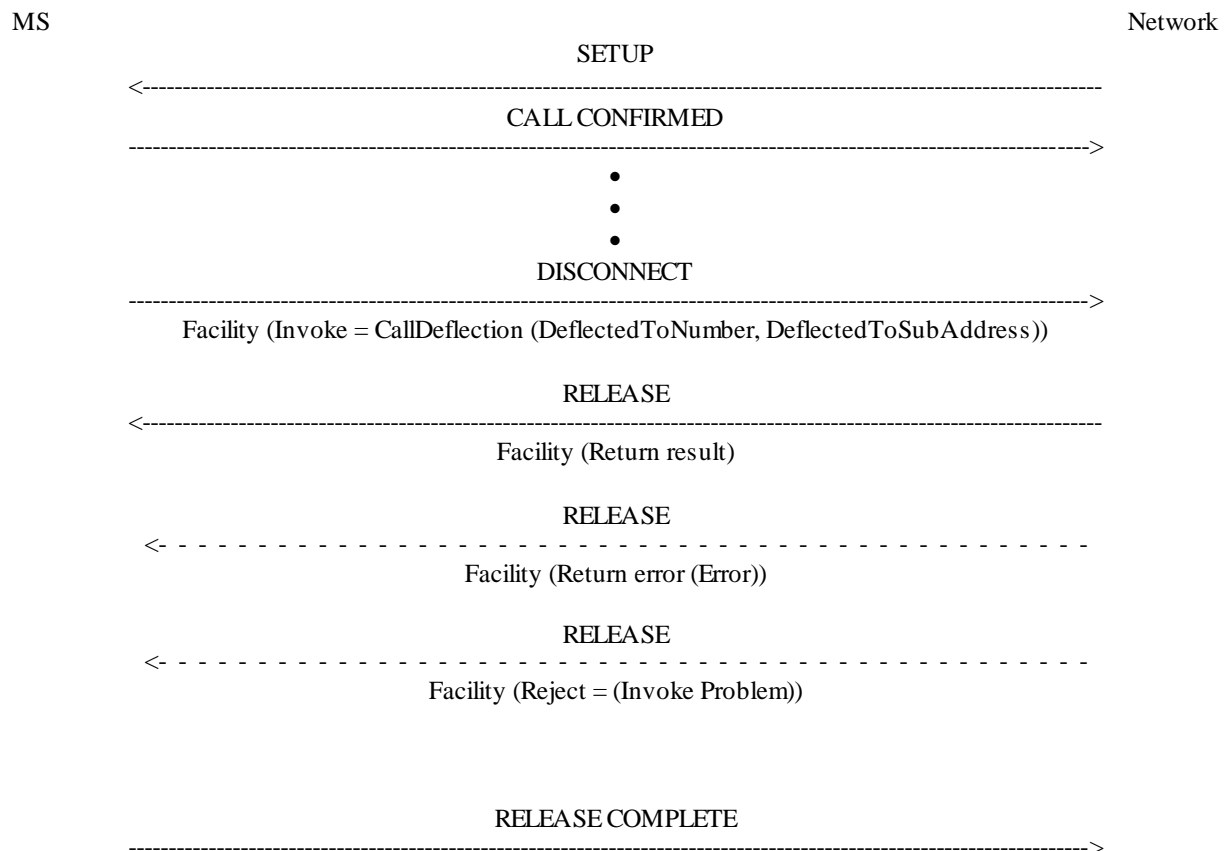 MS Network
SETUP
<------------------------------------------------------------------------------------------------------------------------
CALL CONFIRMED
------------------------------------------------------------------------------------------------------------------------>
•
•
•
DISCONNECT
------------------------------------------------------------------------------------------------------------------------>
Facility (Invoke = CallDeflection (DeflectedToNumber, DeflectedToSubAddress))
RELEASE
<------------------------------------------------------------------------------------------------------------------------
Facility (Return result)
RELEASE
<- - - - - - - - - - - - - - - - - - - - - - - - - - - - - - - - - - - - - - - - - - - - - - -
Facility (Return error (Error))
RELEASE
<- - - - - - - - - - - - - - - - - - - - - - - - - - - - - - - - - - - - - - - - - - - - - - -
Facility (Reject = (Invoke Problem))
RELEASE COMPLETE
------------------------------------------------------------------------------------------------------------------------>